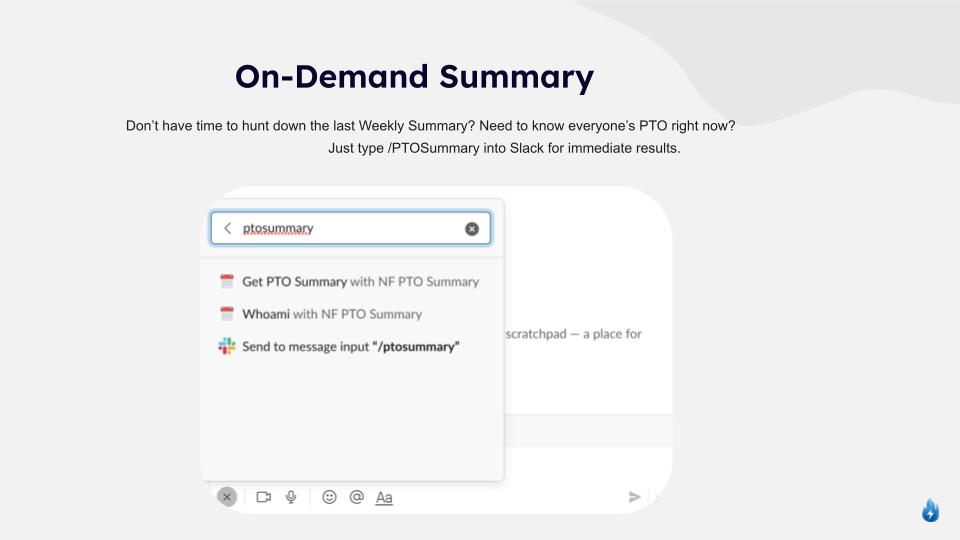 On-Demand Summary
Don’t have time to hunt down the last Weekly Summary? Need to know everyone’s PTO right now?
Just type /PTOSummary into Slack for immediate results.
ptosummary
Get PTO Summary with NF PTO Summary
Whoami with NF PTO Summary
scratchpad — a place for
Send to message input “/ptosummary”
Aa